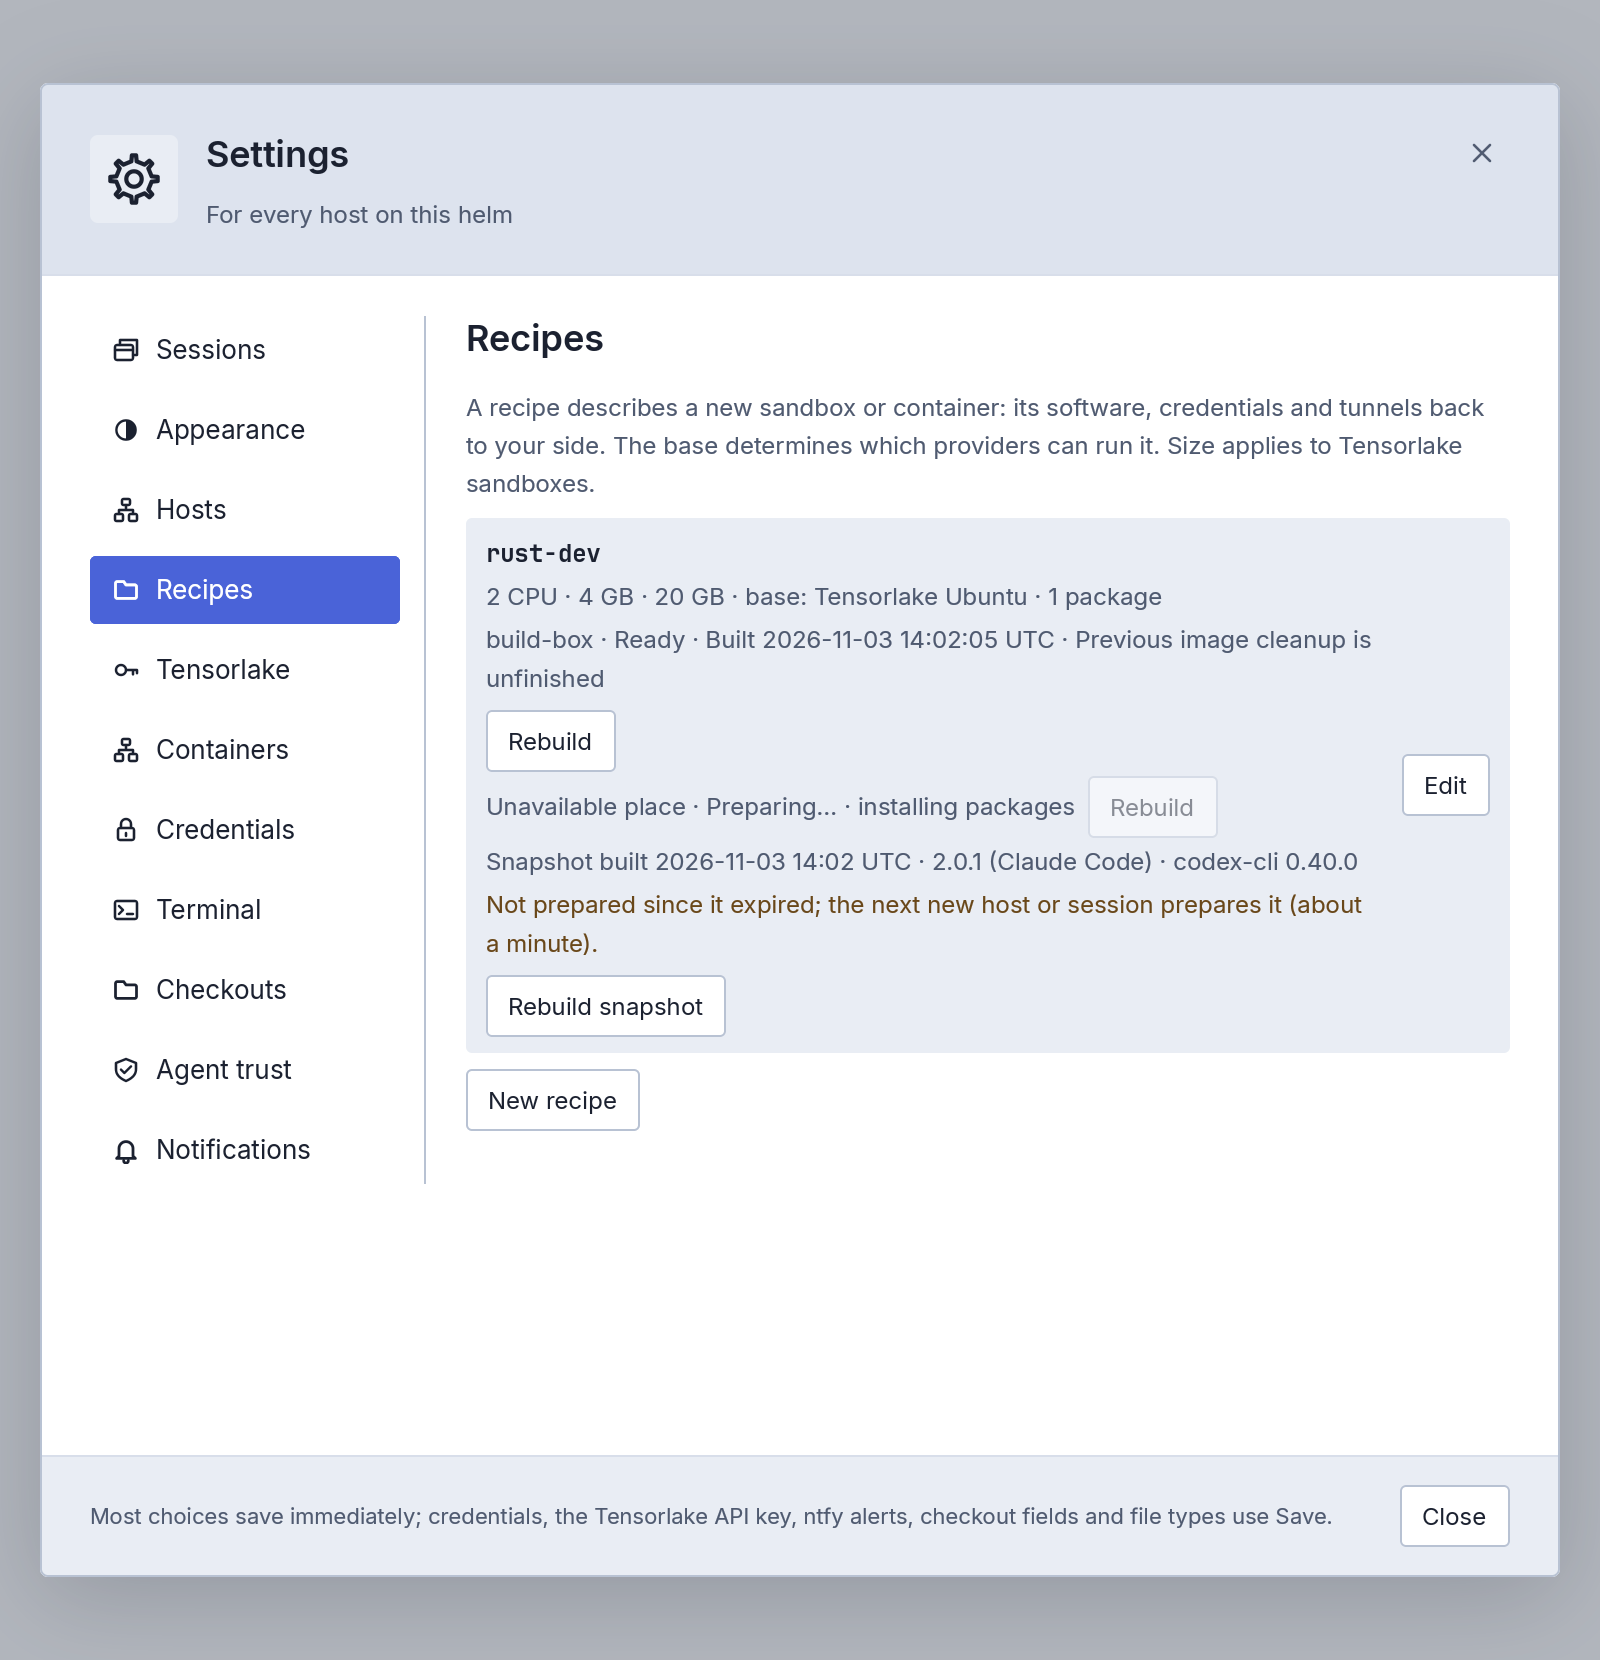 Settings
For every host on this helm
Sessions
Appearance
Hosts
Recipes
Tensorlake
Containers
Credentials
Terminal
Checkouts
Agent trust
Notifications
Recipes
A recipe describes a new sandbox or container: its software, credentials and tunnels back
to your side. The base determines which providers can run it. Size applies to Tensorlake
sandboxes.
rust-dev
2 CPU · 4 GB · 20 GB · base: Tensorlake Ubuntu · 1 package
build-box · Ready · Built 2026-11-03 14:02:05 UTC · Previous image cleanup is
unfinished
Rebuild
Unavailable place · Preparing… · installing packages
Rebuild
Edit
Snapshot built 2026-11-03 14:02 UTC · 2.0.1 (Claude Code) · codex-cli 0.40.0
Not prepared since it expired; the next new host or session prepares it (about
a minute).
Rebuild snapshot
New recipe
Most choices save immediately; credentials, the Tensorlake API key, ntfy alerts, checkout fields and file types use Save.
Close